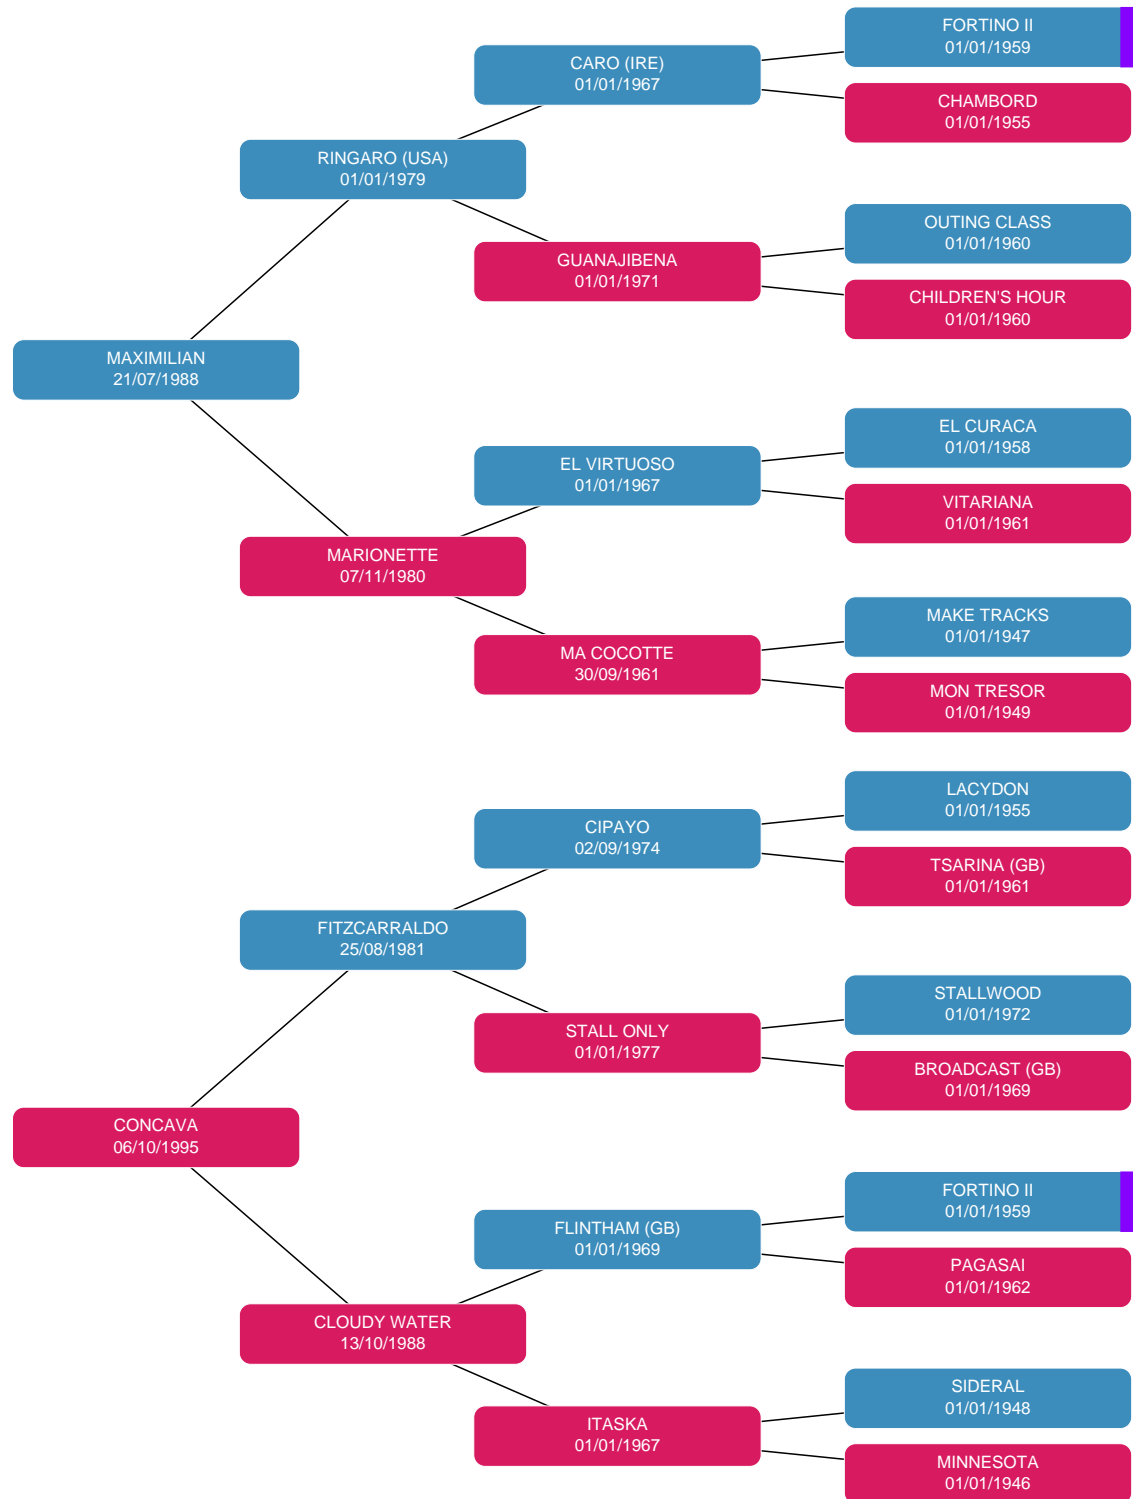 FORTINO II
01/01/1959
CARO (IRE)
01/01/1967
CHAMBORD
01/01/1955
RINGARO (USA)
01/01/1979
OUTING CLASS
01/01/1960
GUANAJIBENA
01/01/1971
CHILDREN'S HOUR
01/01/1960
MAXIMILIAN
21/07/1988
EL CURACA
01/01/1958
EL VIRTUOSO
01/01/1967
VITARIANA
01/01/1961
MARIONETTE
07/11/1980
MAKE TRACKS
01/01/1947
MA COCOTTE
30/09/1961
MON TRESOR
01/01/1949
LACYDON
01/01/1955
CIPAYO
02/09/1974
TSARINA (GB)
01/01/1961
FITZCARRALDO
25/08/1981
STALLWOOD
01/01/1972
STALL ONLY
01/01/1977
BROADCAST (GB)
01/01/1969
CONCAVA
06/10/1995
FORTINO II
01/01/1959
FLINTHAM (GB)
01/01/1969
PAGASAI
01/01/1962
CLOUDY WATER
13/10/1988
SIDERAL
01/01/1948
ITASKA
01/01/1967
MINNESOTA
01/01/1946